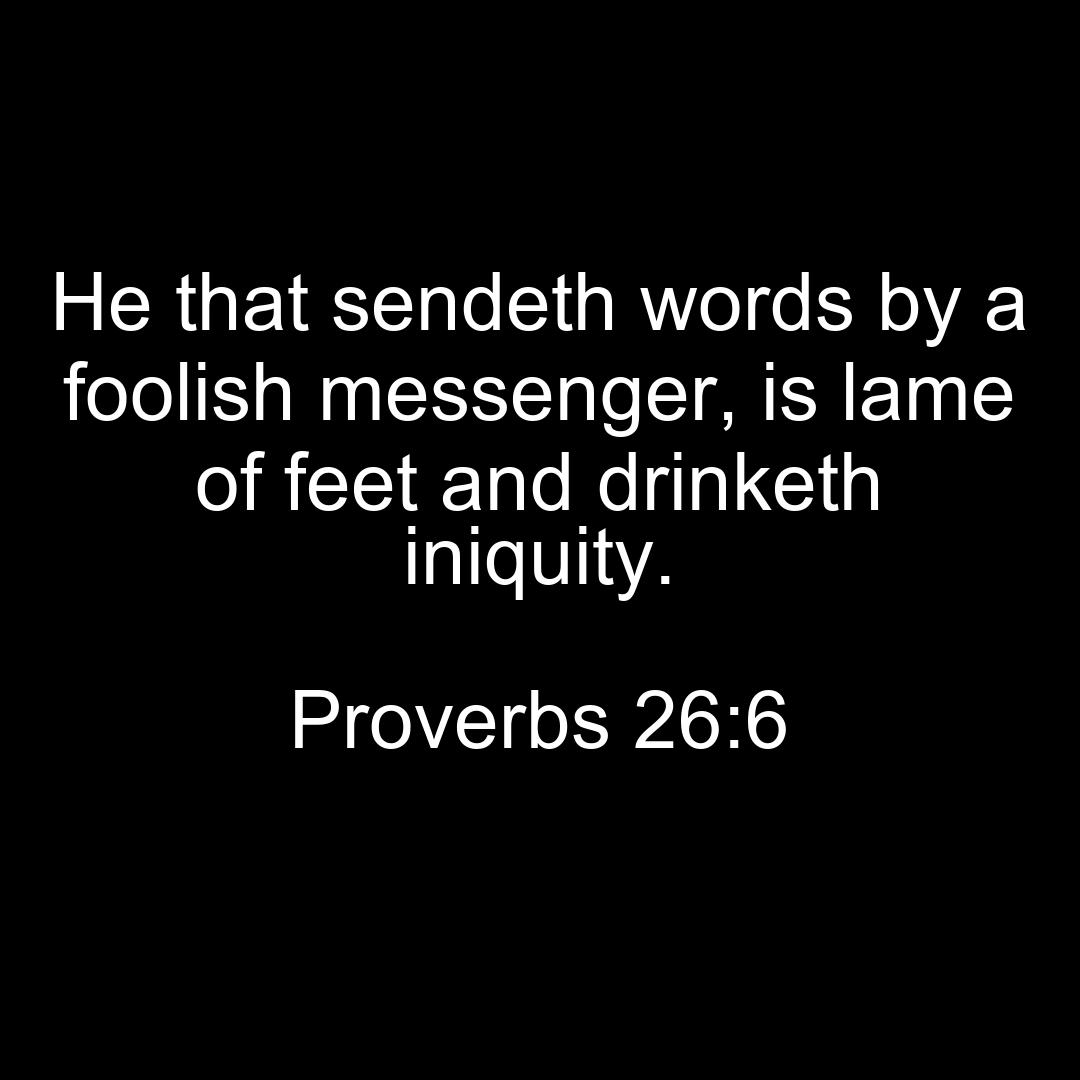 He that sendeth words by a
foolish messenger, is lame
of feet and drinketh
iniquity.
Proverbs 26:6